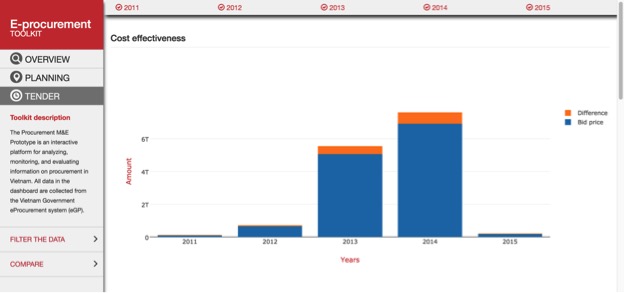 E-procurement
TOOLKIT
OVERVIEW
PLANNING
TENDER
Toolkit description
The Procurement M&E
Prototype is an interactive
platform for analyzing,
monitoring, and evaluating
information on procurement in
Vietnam. All data in the
dashboard are collected from
the Vietnam Government
eProcurement system (eGP).
FILTER THE DATA
COMPARE
2011 2012 2013 2014 2015
Cost effectiveness
Difference
Bid price
6T
4T
2T
0
Amount
2011 2012 2013 2014 2015
Years